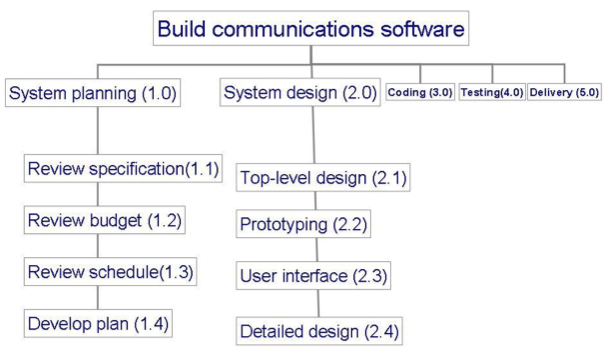 Build communications software
System planning (1.0)
System design (2.0)
Coding (3.0)
Testing(4.0)
Delivery (5.0)
Review specification(1.1)
Review budget (1.2)
Review schedule(1.3)
Develop plan (1.4)
Top-level design (2.1)
Prototyping (2.2)
User interface (2.3)
Detailed design (2.4)